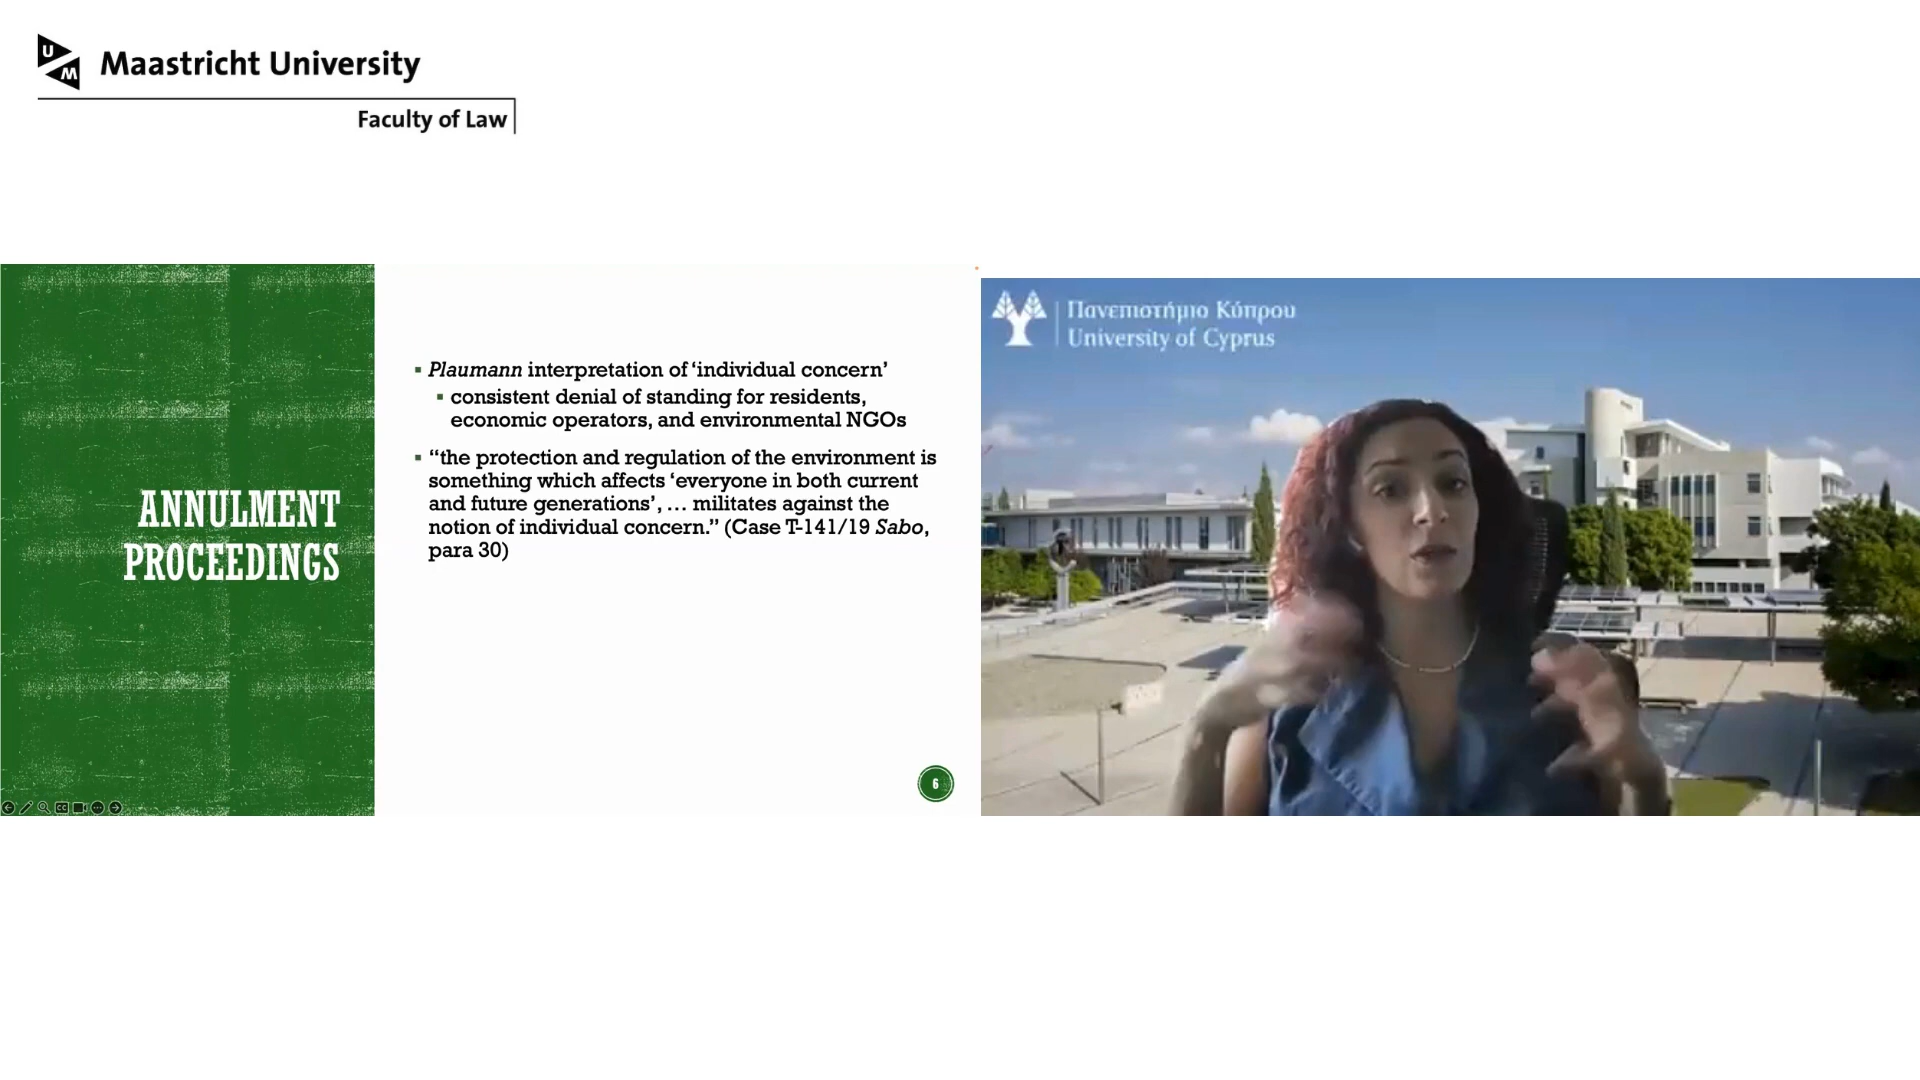 U
M
Maastricht University
Faculty of Law
ANNULMENT
PROCEEDINGS
▪ Plaumann interpretation of ‘individual concern’
▪ consistent denial of standing for residents,
economic operators, and environmental NGOs
▪ “the protection and regulation of the environment is
something which affects ‘everyone in both current
and future generations’, … militates against the
notion of individual concern.” (Case T-141/19 Sabo,
para 30)
6
CC
Πανεπιστήμιο Κύπρου
University of Cyprus